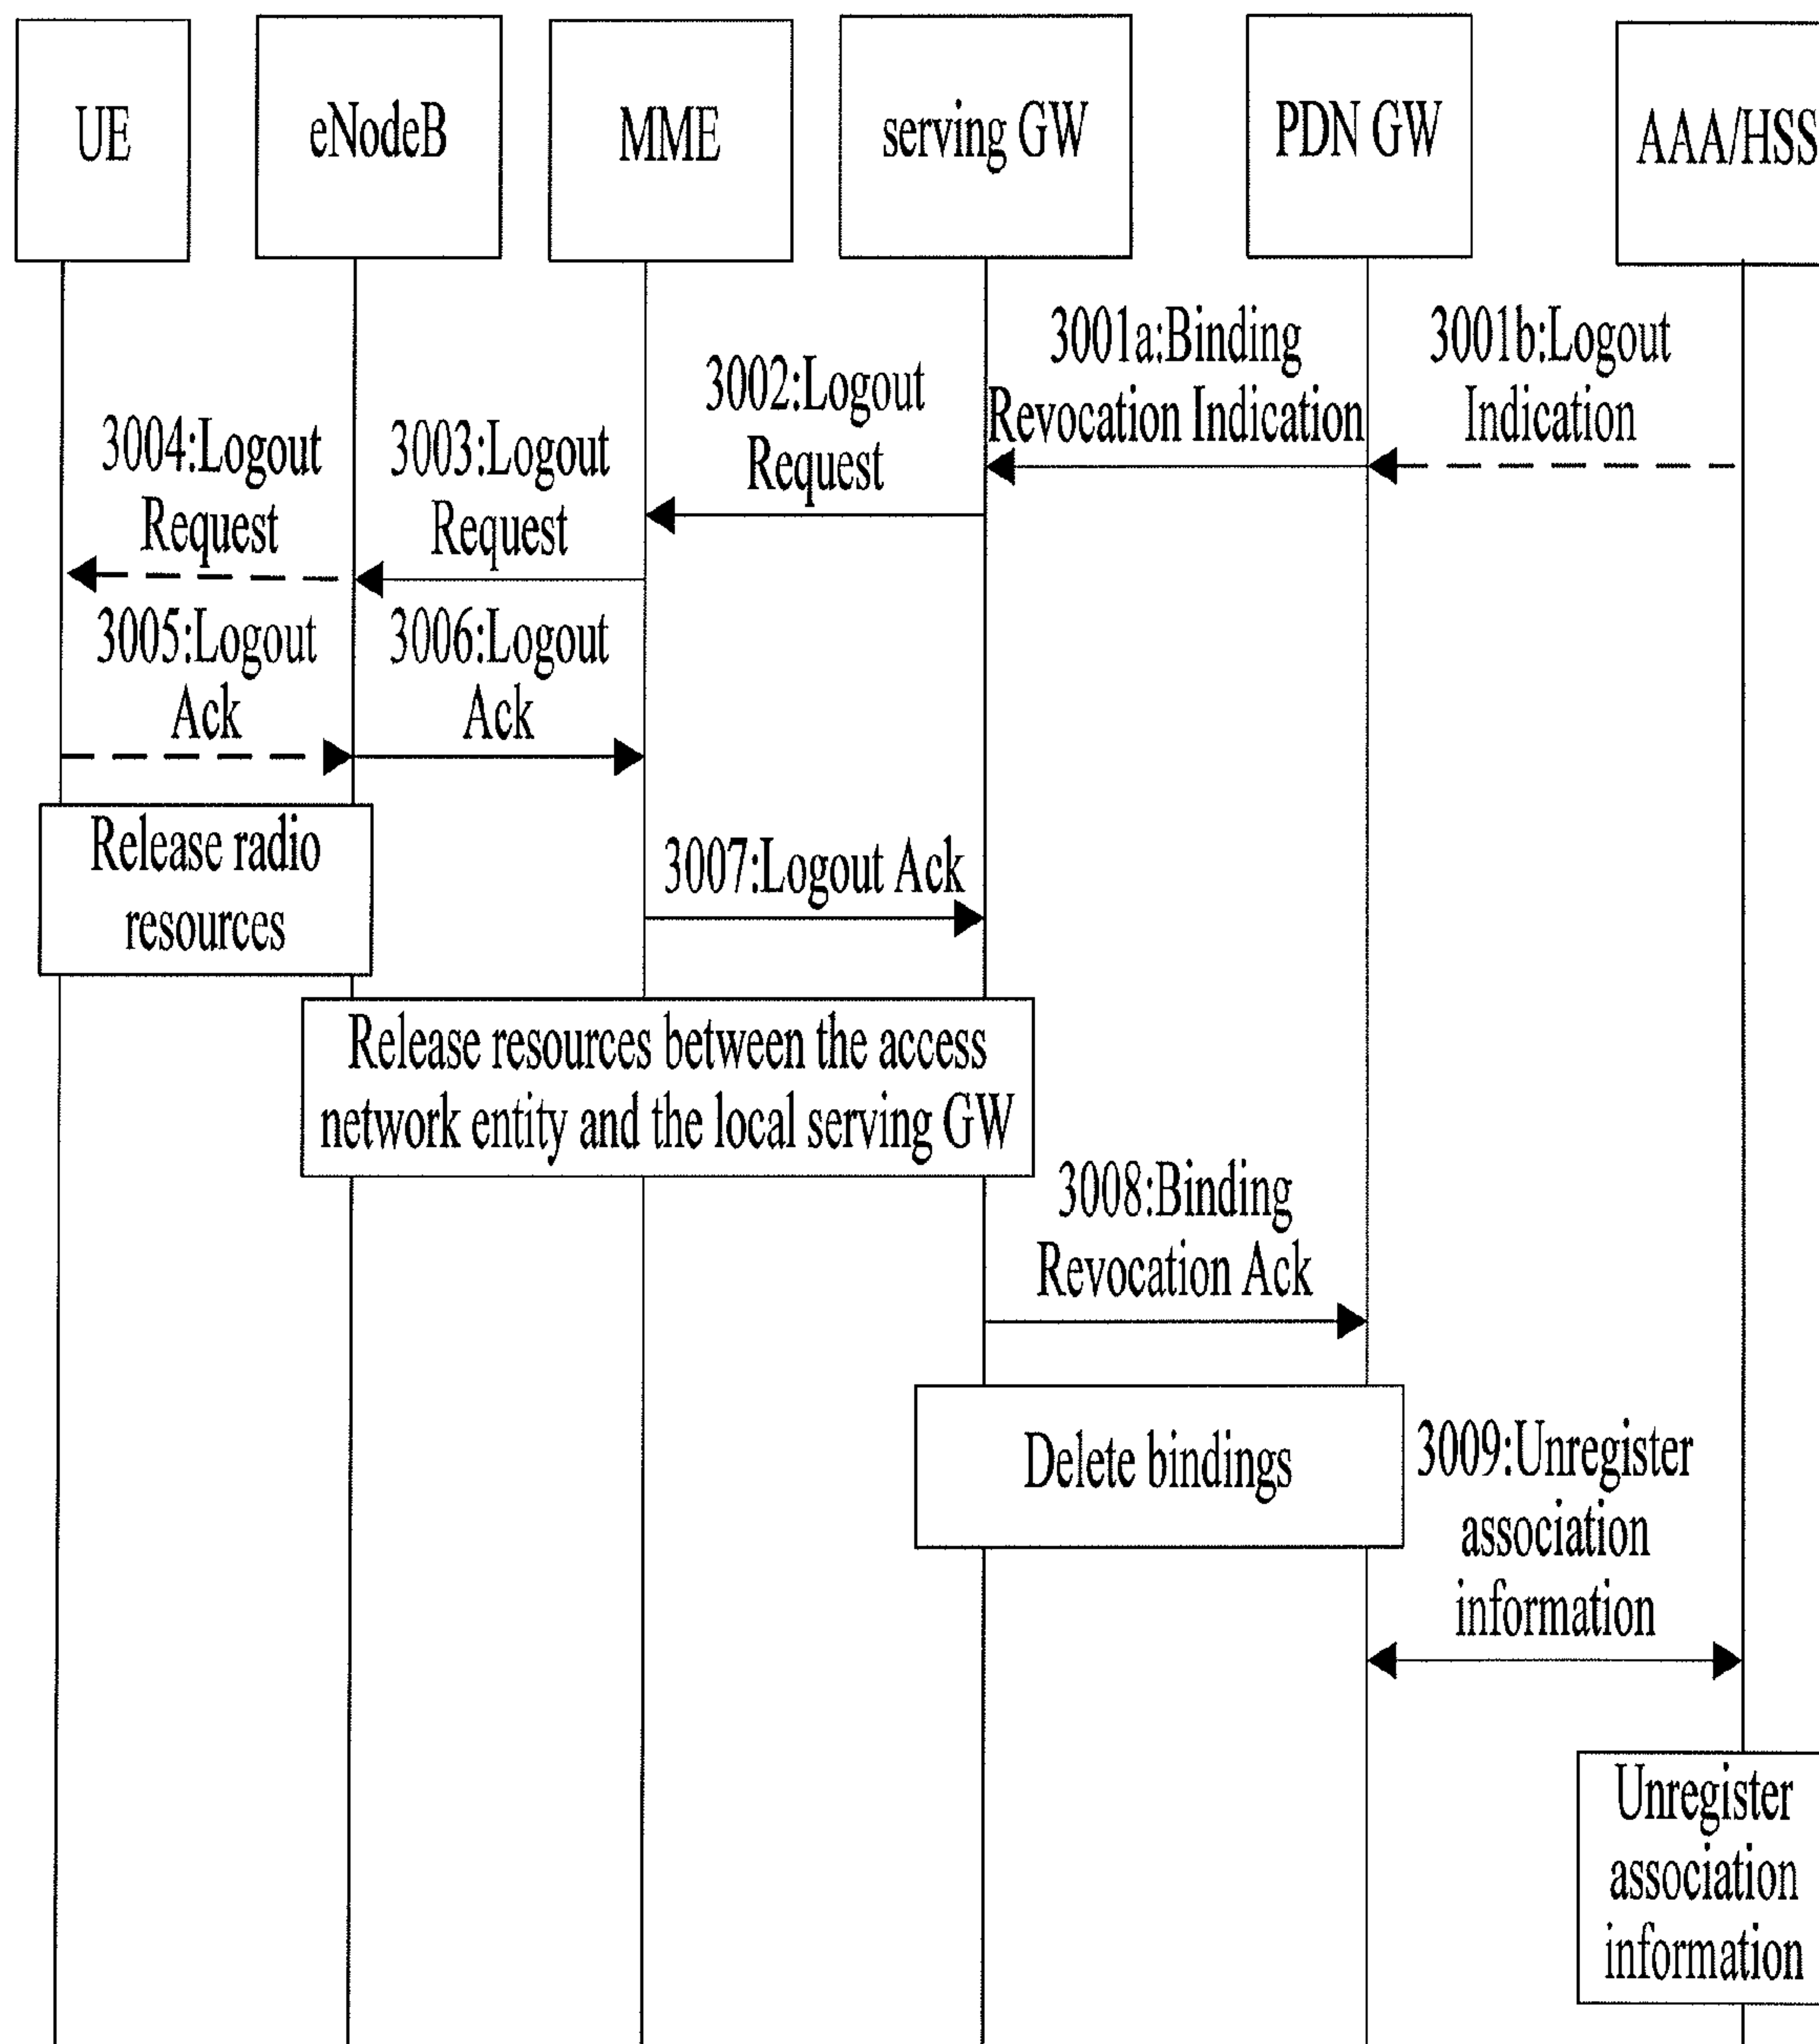 UE
eNodeB
MME
serving GW
PDN GW
AAA/HSS
3001a:Binding
Revocation Indication
3001b:Logout
Indication
3002:Logout
Request
3003:Logout
Request
3004:Logout
Request
3005:Logout
Ack
3006:Logout
Ack
Release radio
resources
3007:Logout Ack
Release resources between the access
network entity and the local serving GW
3008:Binding
Revocation Ack
Delete bindings
3009:Unregister
association
information
Unregister
association
information